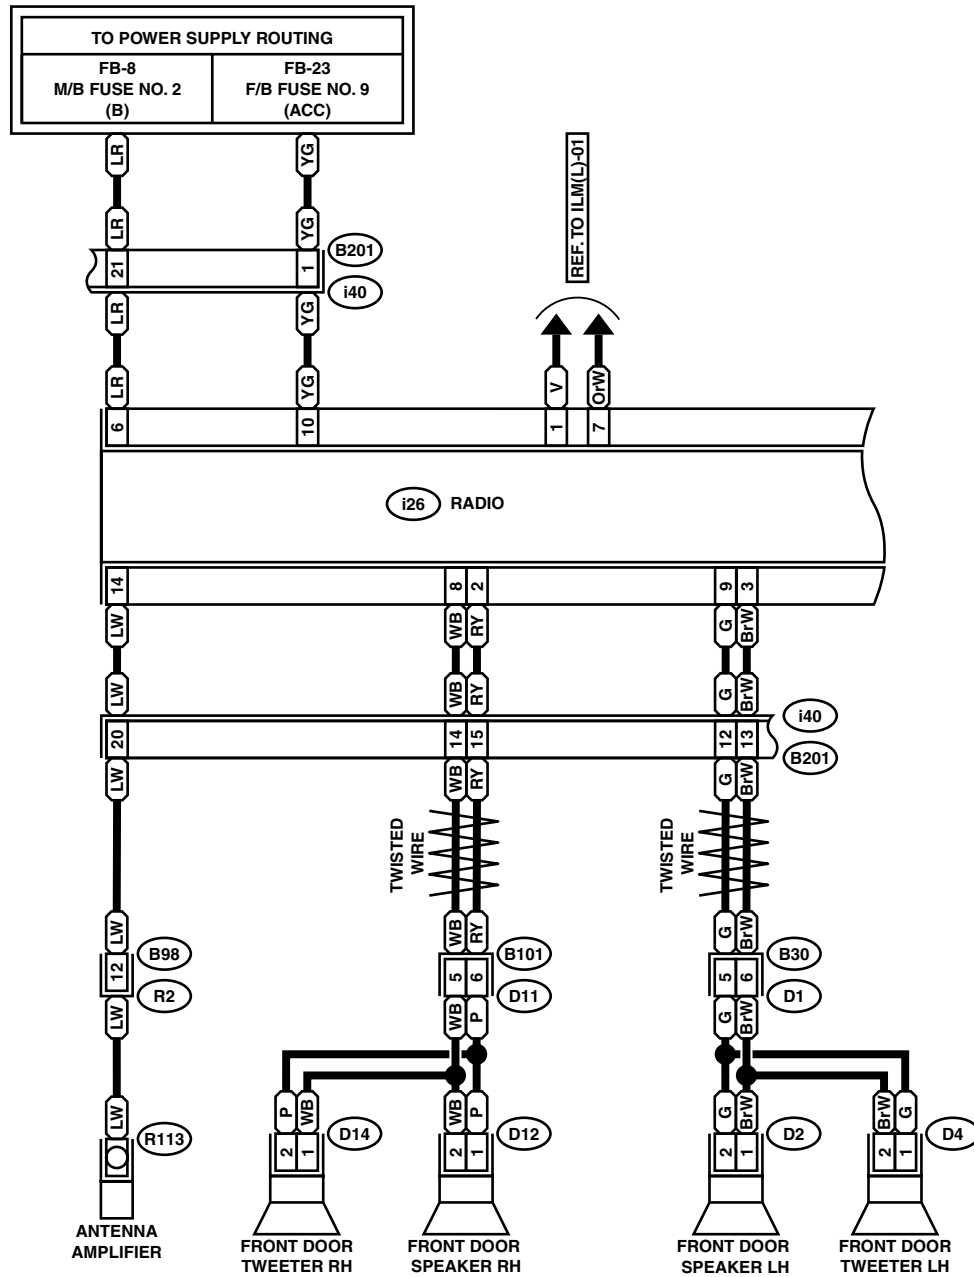 TO POWER SUPPLY ROUTING
FB-8
M/B FUSE NO. 2
(B)
FB-23
F/B FUSE NO. 9
(ACC)
LR
YG
REF. TO ILM(L)-01
LR
YG
B201
21
1
i40
LR
YG
LR
YG
V
OrW
6
10
1
7
i26 RADIO
14
8
2
9
3
LW
WB
RY
G
BrW
LW
WB
RY
G
BrW
i40
20
14
15
12
13
B201
LW
WB
RY
G
BrW
TWISTED
WIRE
TWISTED
WIRE
LW
WB
RY
G
BrW
B98
B101
B30
12
5
6
5
6
R2
D11
D1
LW
WB
P
G
BrW
LW
P
WB
WB
P
G
BrW
BrW
G
R113
D14
D12
D2
D4
2
1
2
1
2
1
2
1
ANTENNA
AMPLIFIER
FRONT DOOR
TWEETER RH
FRONT DOOR
SPEAKER RH
FRONT DOOR
SPEAKER LH
FRONT DOOR
TWEETER LH